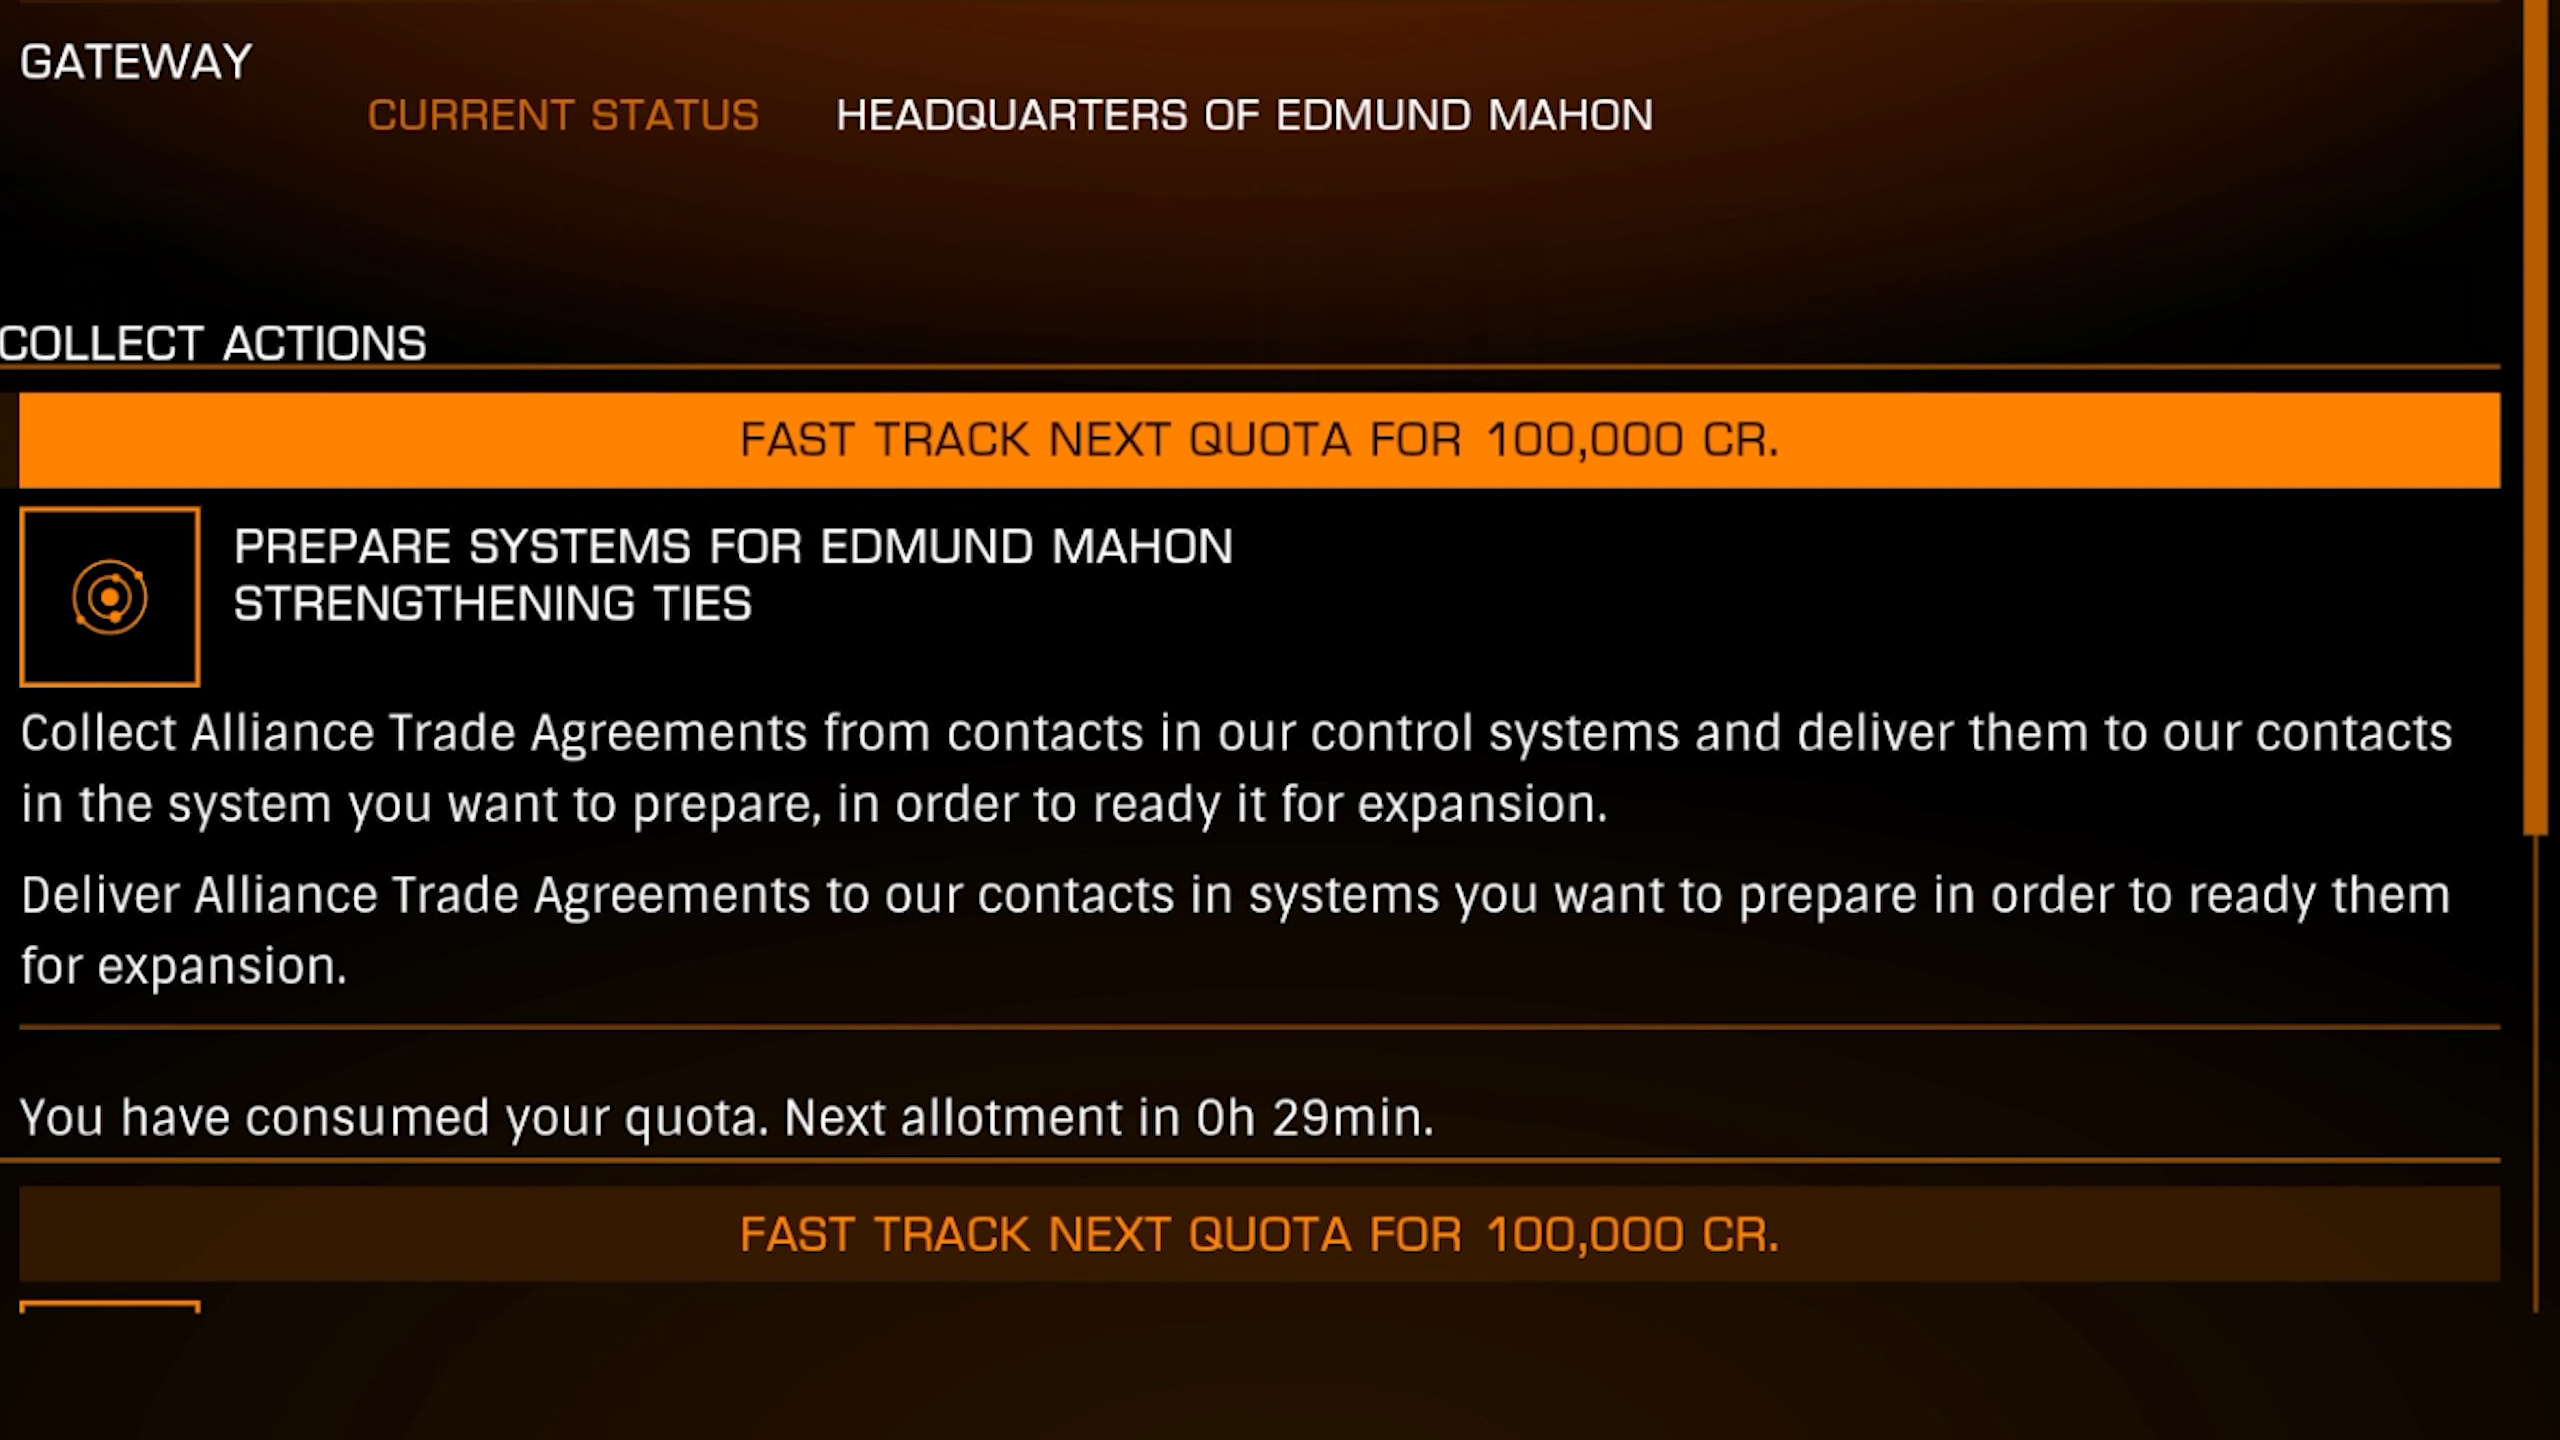 GATEWAY
CURRENT STATUS HEADQUARTERS OF EDMUND MAHON
COLLECT ACTIONS
FAST TRACK NEXT QUOTA FOR 100,000 CR.
PREPARE SYSTEMS FOR EDMUND MAHON
STRENGTHENING TIES
Collect Alliance Trade Agreements from contacts in our control systems and deliver them to our contacts
in the system you want to prepare, in order to ready it for expansion.
Deliver Alliance Trade Agreements to our contacts in systems you want to prepare in order to ready them
for expansion.
You have consumed your quota. Next allotment in 0h 29min.
FAST TRACK NEXT QUOTA FOR 100,000 CR.